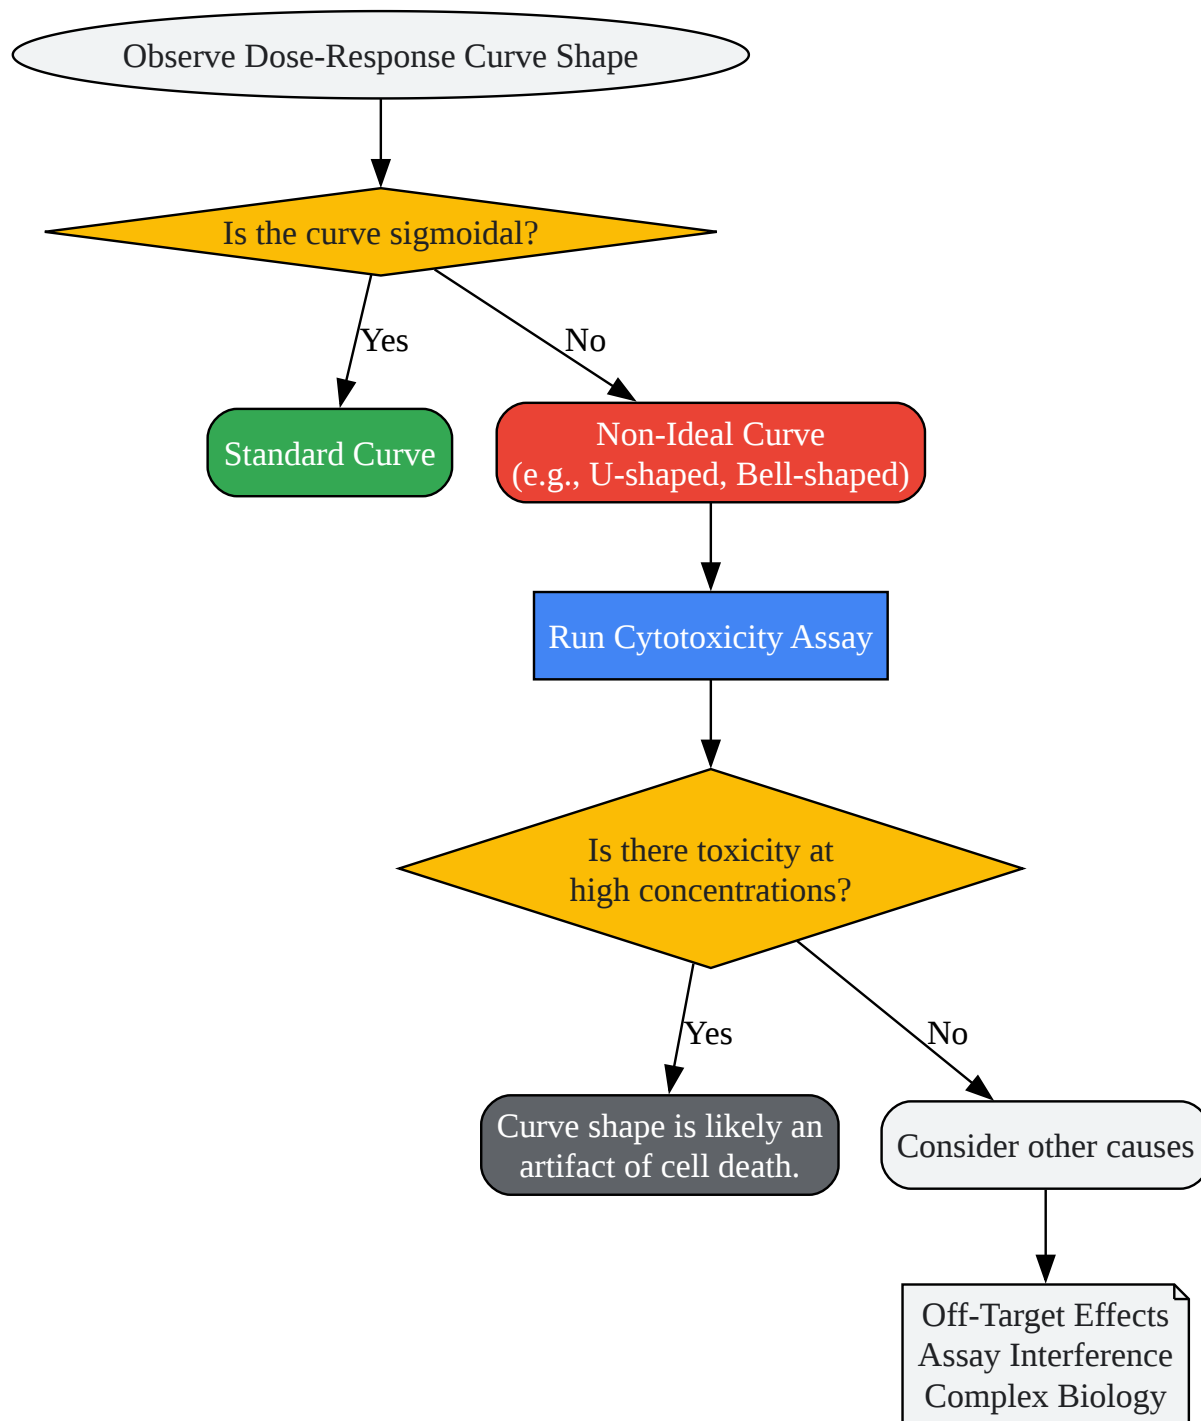 Observe Dose-Response Curve Shape
Is the curve sigmoidal?
Yes
No
Standard Curve
Non-Ideal Curve
(e.g., U-shaped, Bell-shaped)
Run Cytotoxicity Assay
Is there toxicity at
high concentrations?
Yes
No
Curve shape is likely an
artifact of cell death.
Consider other causes
Off-Target Effects
Assay Interference
Complex Biology